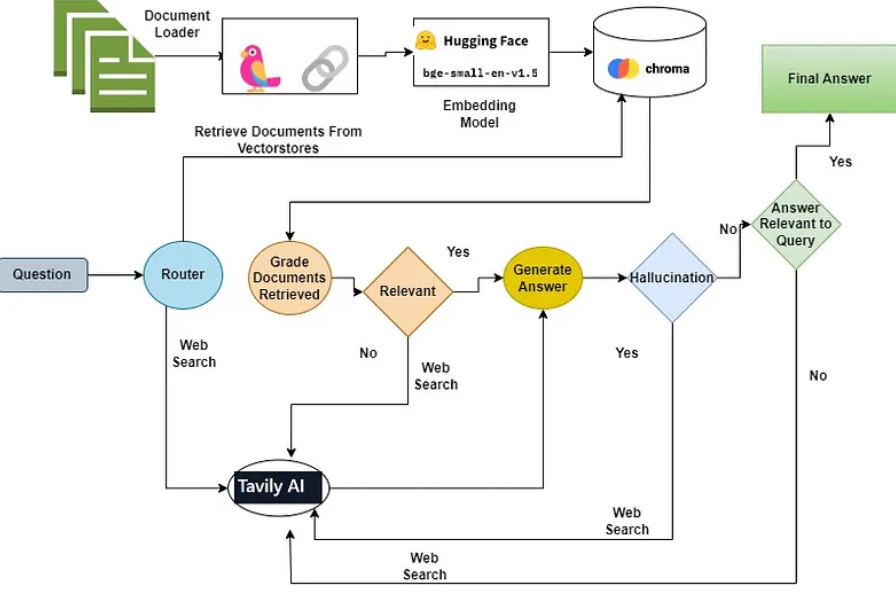 Document
Loader
Hugging Face
bge-small-en-v1.5
Embedding
Model
chroma
Final Answer
Retrieve Documents From
Vectorstores
Yes
Answer
Relevant to
Query
No
Question
Router
Grade
Documents
Retrieved
Relevant
Yes
Generate
Answer
Hallucination
Web
Search
No
Web
Search
Yes
No
Tavily AI
Web
Search
Web
Search